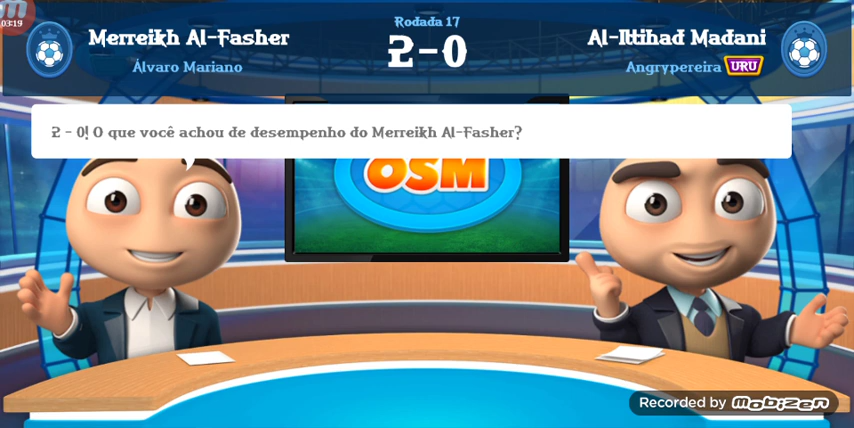 03:19
Rodada 17
Merreikh Al-Fasher
2-0
Al-Ittihad Madani
Álvaro Mariano
Angrypereira URU
2 - 0! O que você achou de desempenho do Merreikh Al-Fasher?
OSM
Recorded by mobizen